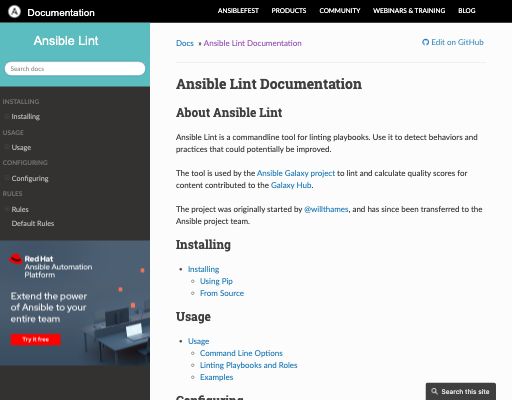 Documentation
ANSIBLEFEST PRODUCTS COMMUNITY WEBINARS & TRAINING BLOG
Ansible Lint
Search docs
INSTALLING
Installing
USAGE
Usage
CONFIGURING
Configuring
RULES
Rules
Default Rules
Red Hat
Ansible Automation
Platform
Extend the power
of Ansible to your
entire team
Try it free
Docs » Ansible Lint Documentation
Edit on GitHub
Ansible Lint Documentation
About Ansible Lint
Ansible Lint is a commandline tool for linting playbooks. Use it to detect behaviors and
practices that could potentially be improved.
The tool is used by the Ansible Galaxy project to lint and calculate quality scores for
content contributed to the Galaxy Hub.
The project was originally started by @willthames, and has since been transferred to the
Ansible project team.
Installing
Installing
Using Pip
From Source
Usage
Usage
Command Line Options
Linting Playbooks and Roles
Examples
Configuring
Search this site